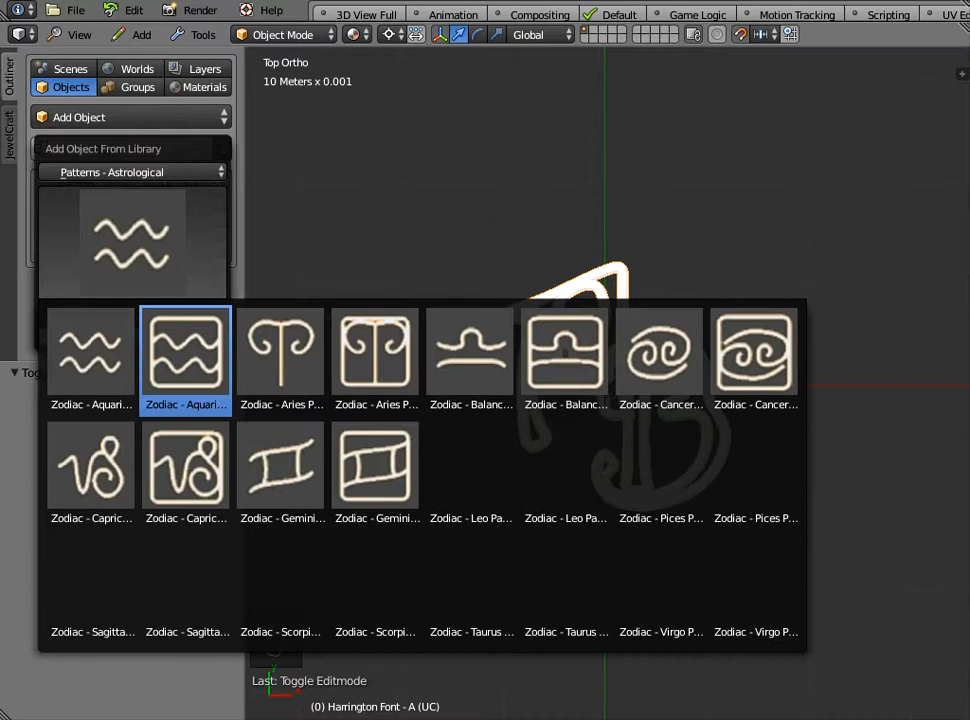 File Edit Render Help 3D View Full Animation Compositing Default Game Logic Motion Tracking Scripting UV Ec
View Add Tools Object Mode Global
Outliner
JewelCraft
Scenes Worlds Layers
Objects Groups Materials
Add Object
Add Object From Library
Patterns - Astrological
Top Ortho
10 Meters x 0.001
Zodiac - Aquari... Zodiac - Aquari... Zodiac - Aries P... Zodiac - Aries P... Zodiac - Balanc... Zodiac - Balanc... Zodiac - Cancer... Zodiac - Cancer...
Zodiac - Capric... Zodiac - Capric... Zodiac - Gemini... Zodiac - Gemini... Zodiac - Leo Pa... Zodiac - Leo Pa... Zodiac - Pices P... Zodiac - Pices P...
Zodiac - Sagitta... Zodiac - Sagitta... Zodiac - Scorpi... Zodiac - Scorpi... Zodiac - Taurus ... Zodiac - Taurus ... Zodiac - Virgo P... Zodiac - Virgo P...
Tog
y
Last: Toggle Editmode
(0) Harrington Font - A (UC)